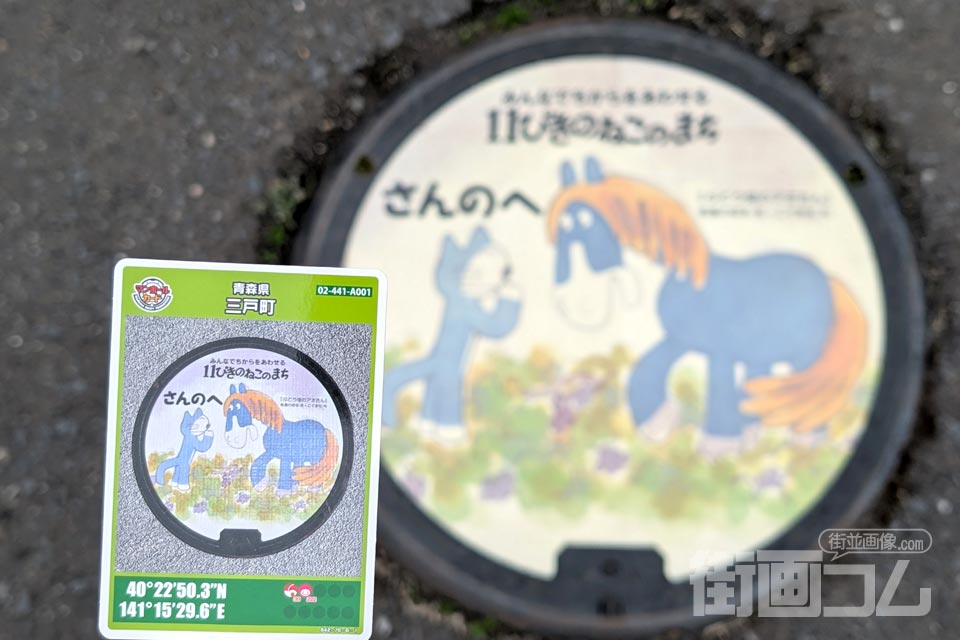 みんなでちからをあわせる
11ぴきのねこのまち
さんのへ
マンホール
カード
青森県
三戸町
02-441-A001
みんなでちからをあわせる
11ぴきのねこのまち
さんのへ
40°22'50.3"N
141°15'29.6"E
街並画像.com
街画コム